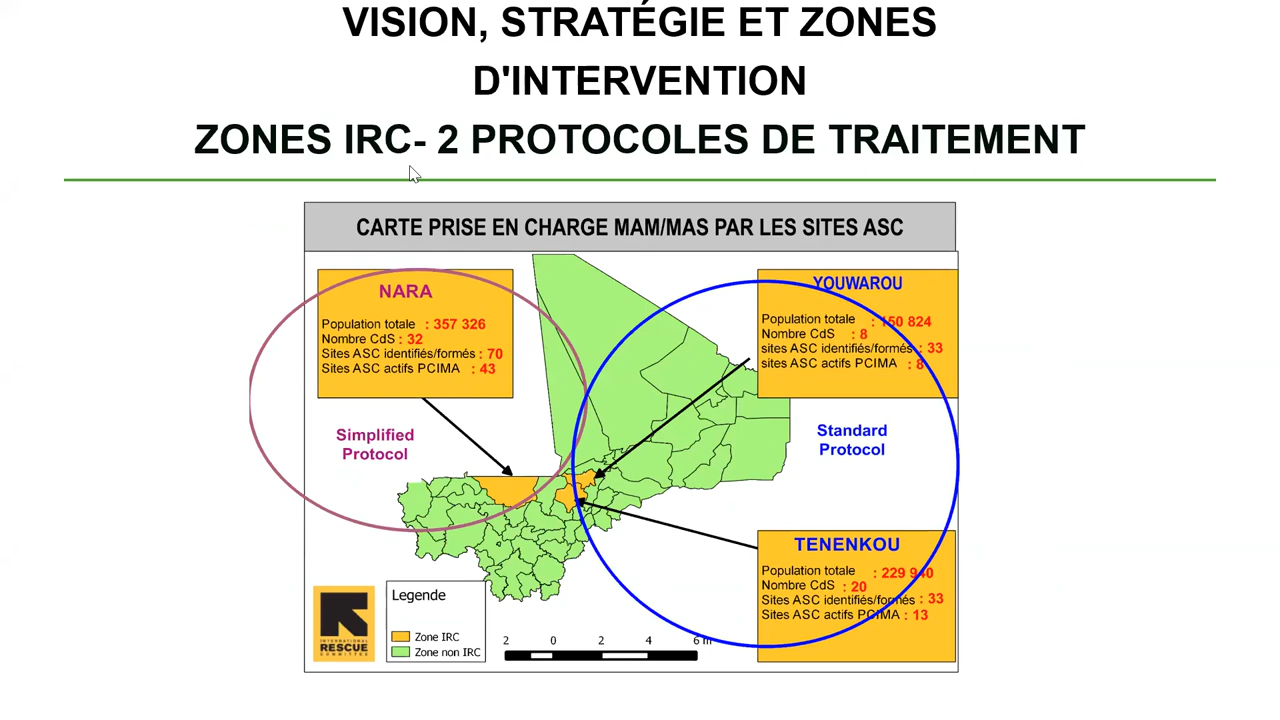 VISION, STRATÉGIE ET ZONES
D'INTERVENTION
ZONES IRC- 2 PROTOCOLES DE TRAITEMENT
CARTE PRISE EN CHARGE MAM/MAS PAR LES SITES ASC
NARA
Population totale : 357 326
Nombre CdS : 32
Sites ASC identifiés/formés : 70
Sites ASC actifs PCIMA : 43
Simplified
Protocol
YOUWAROU
Population totale : 150 824
Nombre CdS : 8
sites ASC identifiés/formés : 33
sites ASC actifs PCIMA : 8
Standard
Protocol
TENENKOU
Population totale : 229 940
Nombre CdS : 20
Sites ASC identifiés/formés : 33
Sites ASC actifs PCIMA : 13
INTERNATIONAL
RESCUE
COMMITTEE
Legende
Zone IRC
Zone non IRC
2 0 2 4 6 m